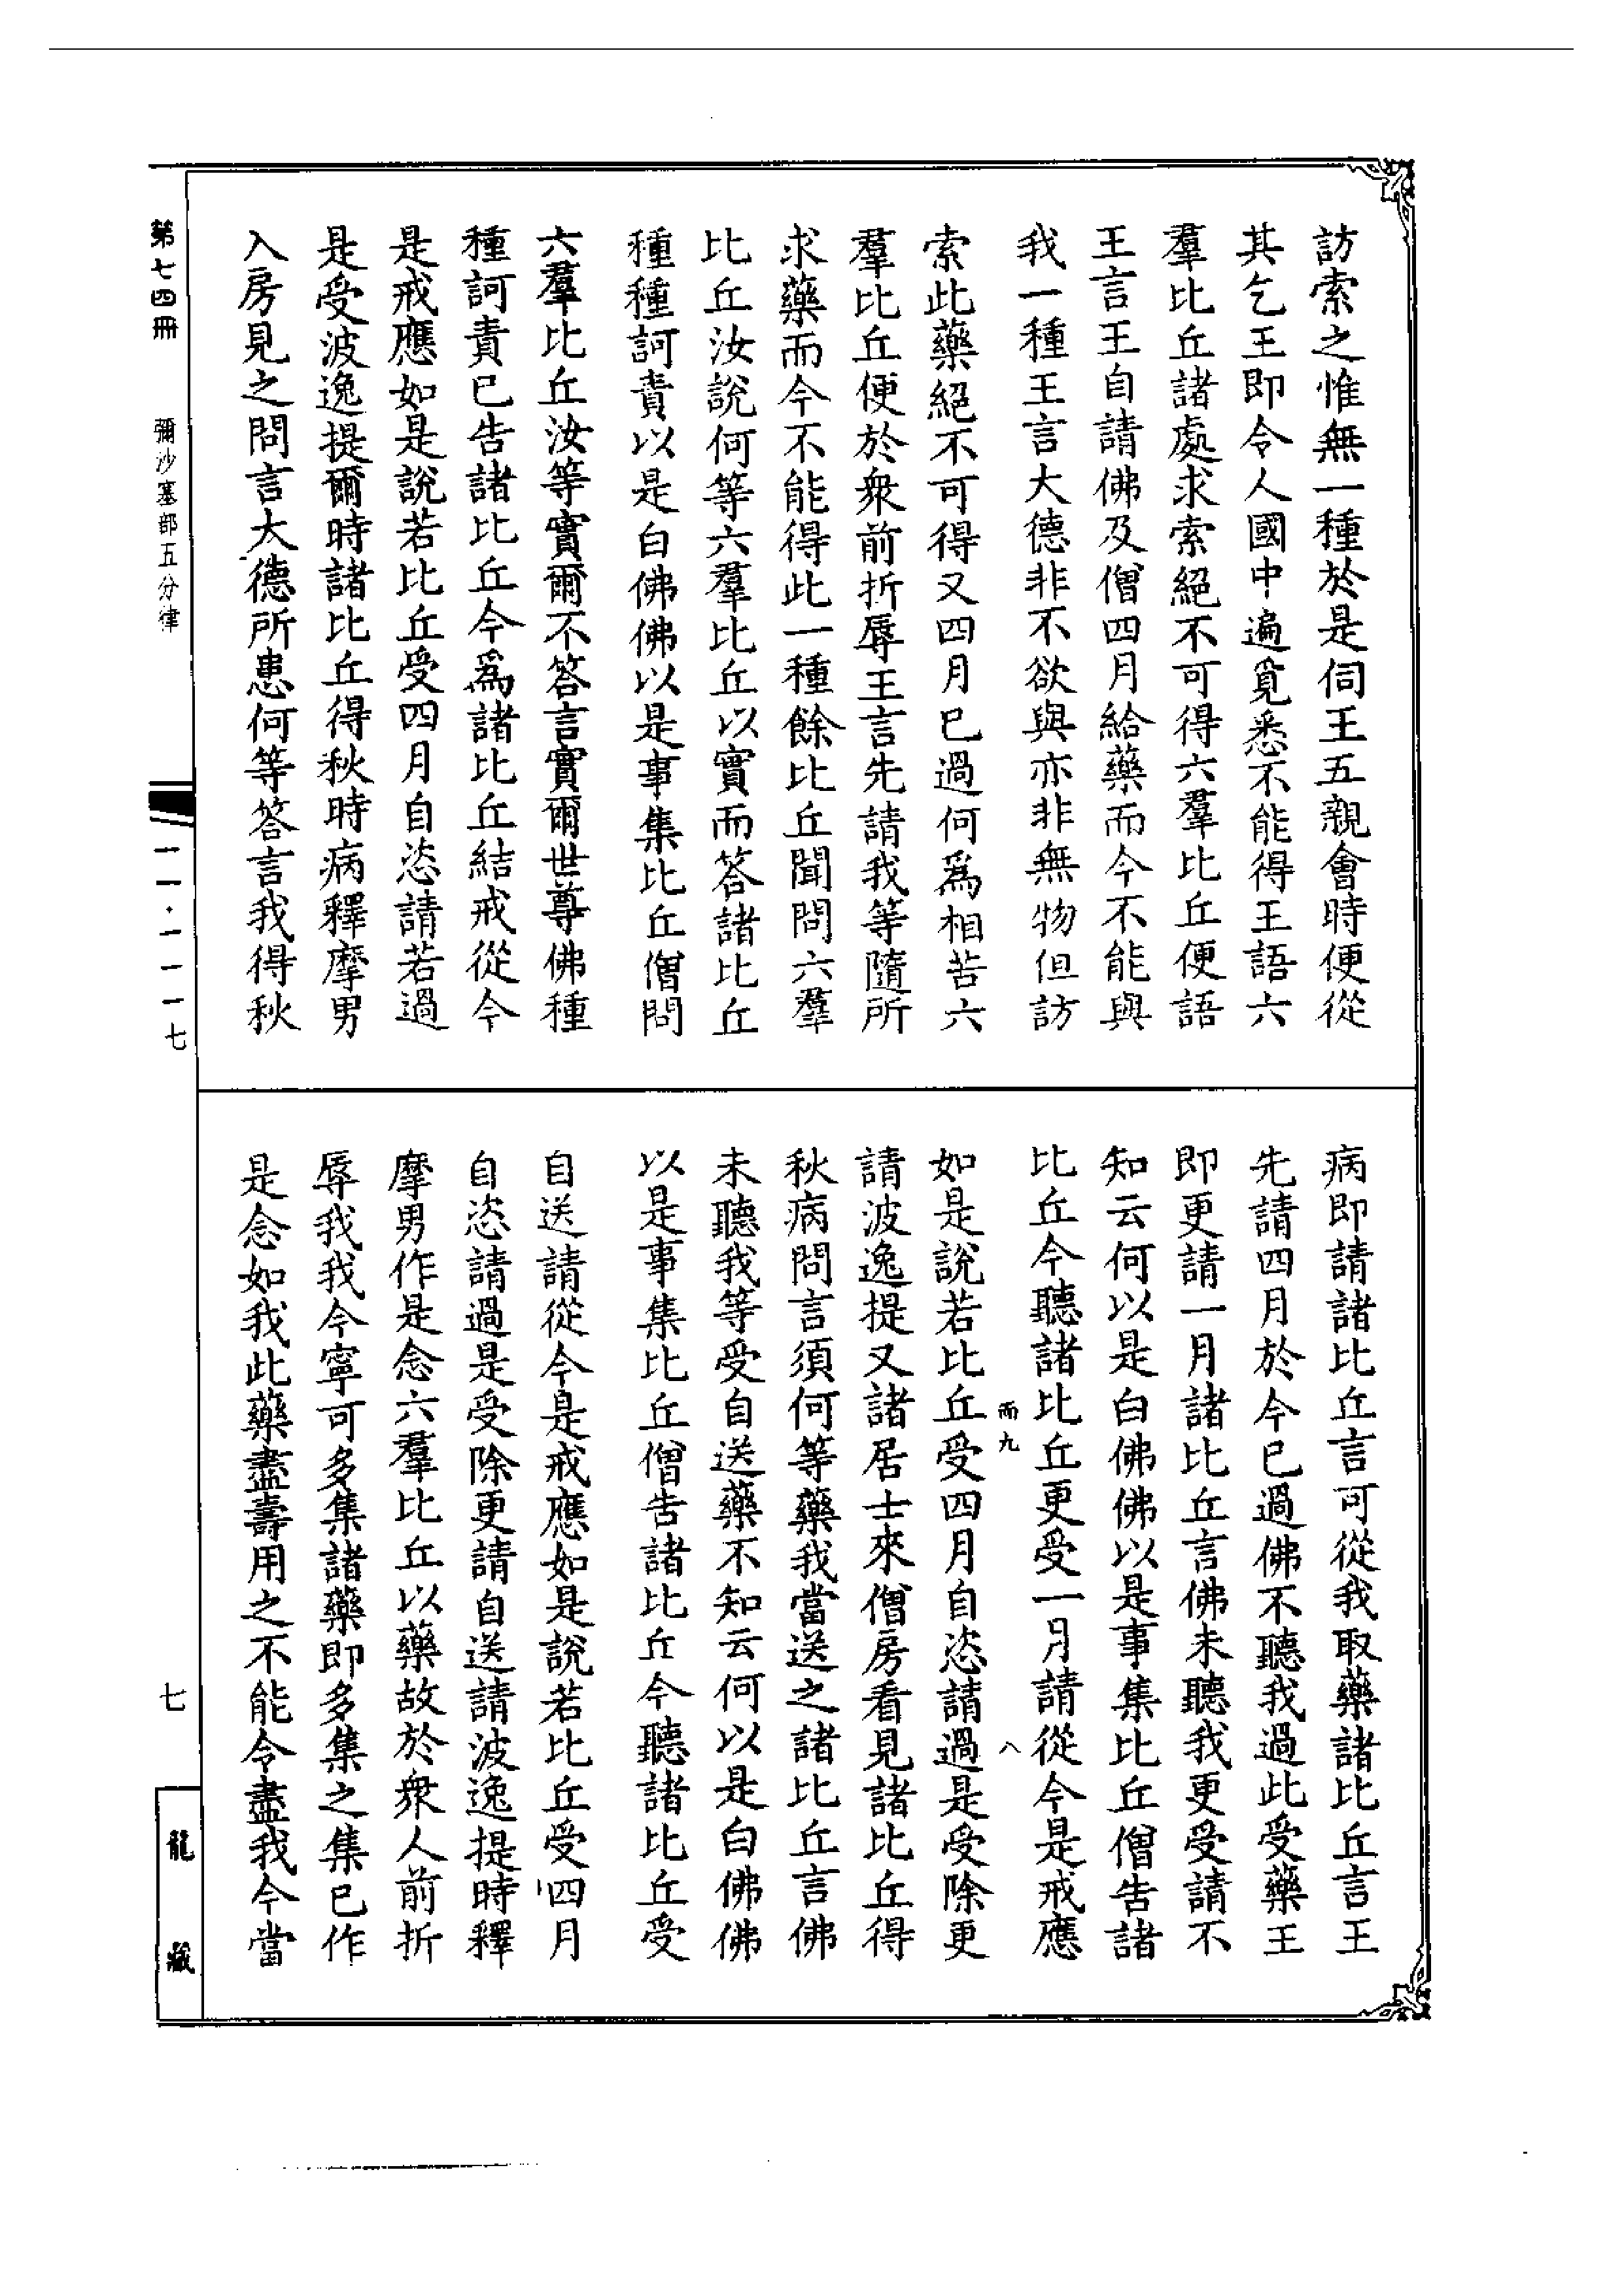 訪索之惟無一種於是伺王五親會時便從
其乞王即令人國中遍覓悉不能得王語六
羣比丘諸處求索絕不可得六羣比丘便語
王言王自請佛及僧四月給藥而今不能與
我一種王言大德非不欲與亦非無物但訪
索此藥絕不可得又四月已過何爲相苦六
羣比丘便於衆前折辱王言先請我等隨所
求藥而今不能得此一種餘比丘聞問六羣
比丘汝說何等六羣比丘以實而答諸比丘
種種訶責以是白佛佛以是事集比丘僧問
六羣比丘汝等實爾不答言實爾世尊佛種
種訶責已告諸比丘今爲諸比丘結戒從今
是戒應如是說若比丘受四月自恣請若過
是受波逸提爾時諸比丘得秋時病釋摩男
入房見之問言大德所患何等答言我得秋
病即請諸比丘言可從我取藥諸比丘言王
先請四月於今已過佛不聽我過此受藥王
即更請一月諸比丘言佛未聽我更受請不
知云何以是白佛佛以是事集比丘僧告諸
比丘今聽諸比丘更受一月請從今是戒應
雨九 八
如是說若比丘受四月自恣請過是受除更
請波逸提又諸居士來僧房看見諸比丘得
秋病問言須何等藥我當送之諸比丘言佛
未聽我等受自送藥不知云何以是白佛佛
以是事集比丘僧告諸比丘今聽諸比丘受
自送請從今是戒應如是說若比丘受四月
自恣請過是受除更請自送請波逸提時釋
摩男作是念六羣比丘以藥故於衆人前折
辱我我今寧可多集諸藥即多集之集已作
是念如我此藥盡壽用之不能令盡我今當
第七四冊 彌沙塞部五分律 一一·一一一七 七 龍藏